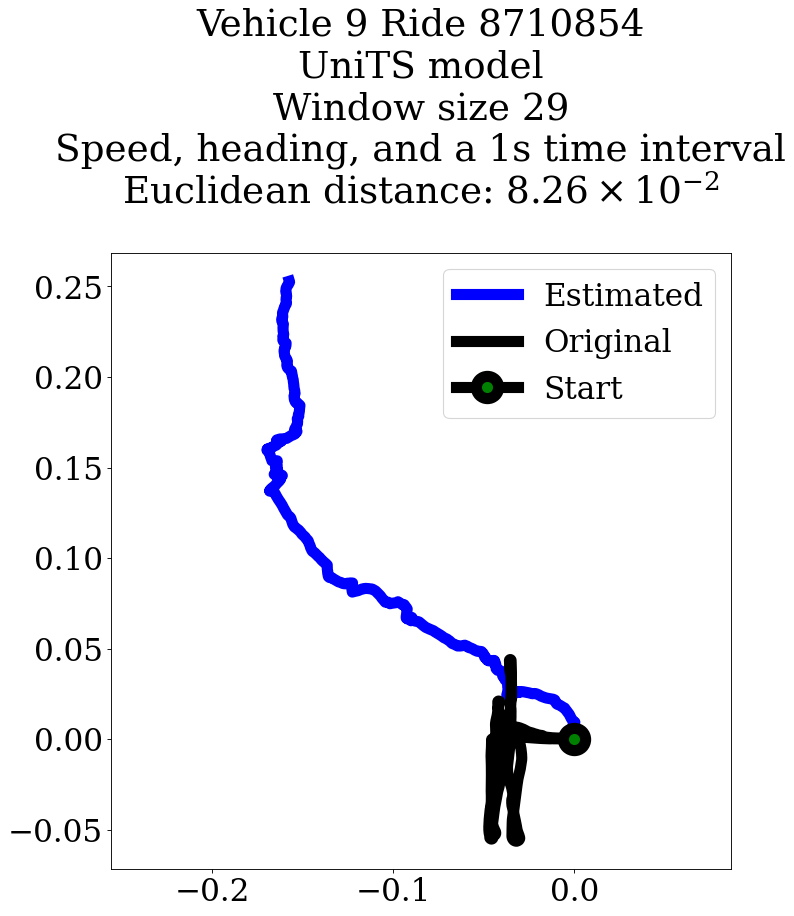 Vehicle 9 Ride 8710854
UniTS model
Window size 29
Speed, heading, and a 1s time interval
Euclidean distance: 8.26 × 10⁻²
Estimated
Original
Start
0.25
0.20
0.15
0.10
0.05
0.00
−0.05
−0.2 −0.1 0.0